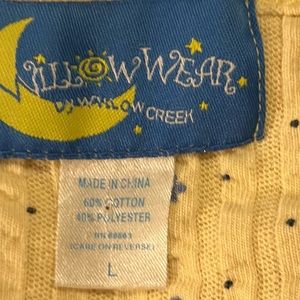 WILLOW WEAR
by WILLOW CREEK
MADE IN CHINA
60% COTTON
40% POLYESTER
(CARE ON REVERSE)
L